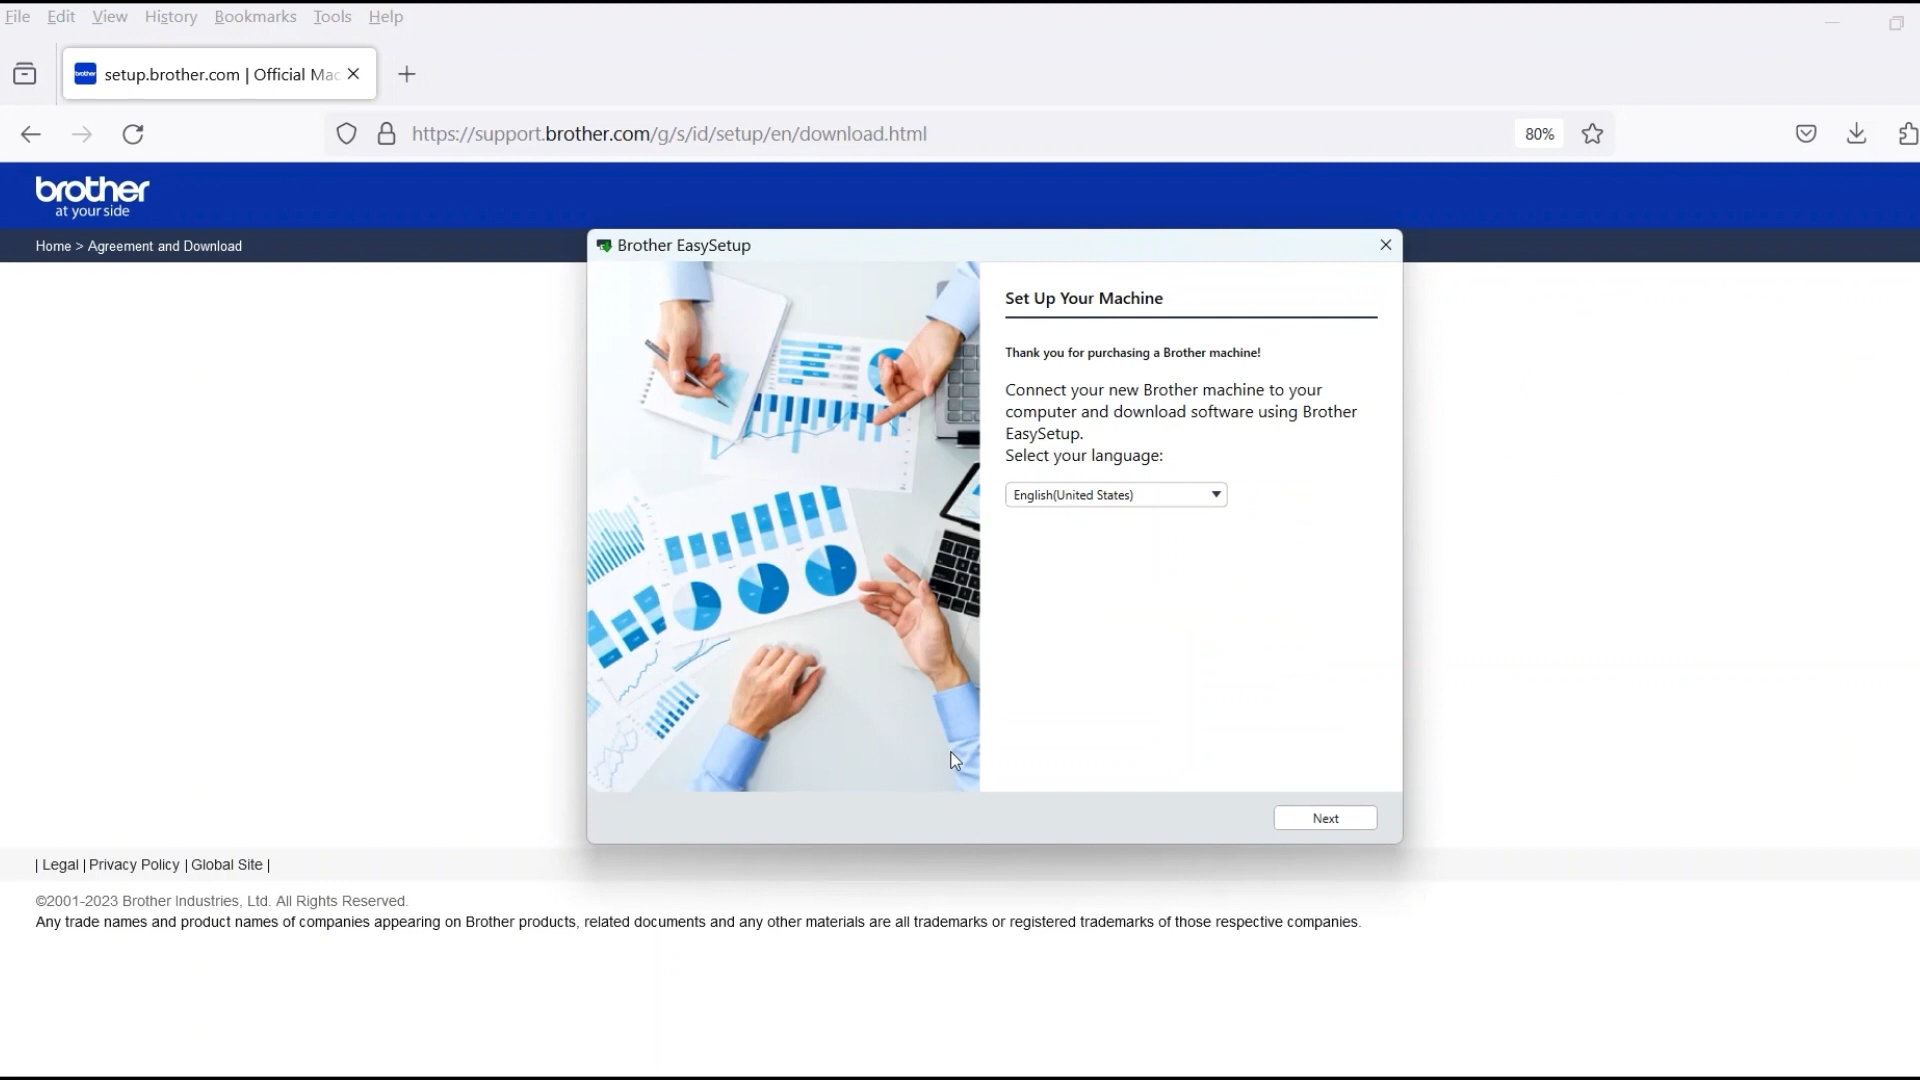 File Edit View History Bookmarks Tools Help
setup.brother.com | Official Mac
https://support.brother.com/g/s/id/setup/en/download.html
80%
brother
at your side
Home > Agreement and Download
Brother EasySetup
Set Up Your Machine
Thank you for purchasing a Brother machine!
Connect your new Brother machine to your
computer and download software using Brother
EasySetup.
Select your language:
English(United States)
Next
| Legal | Privacy Policy | Global Site |
©2001-2023 Brother Industries, Ltd. All Rights Reserved.
Any trade names and product names of companies appearing on Brother products, related documents and any other materials are all trademarks or registered trademarks of those respective companies.